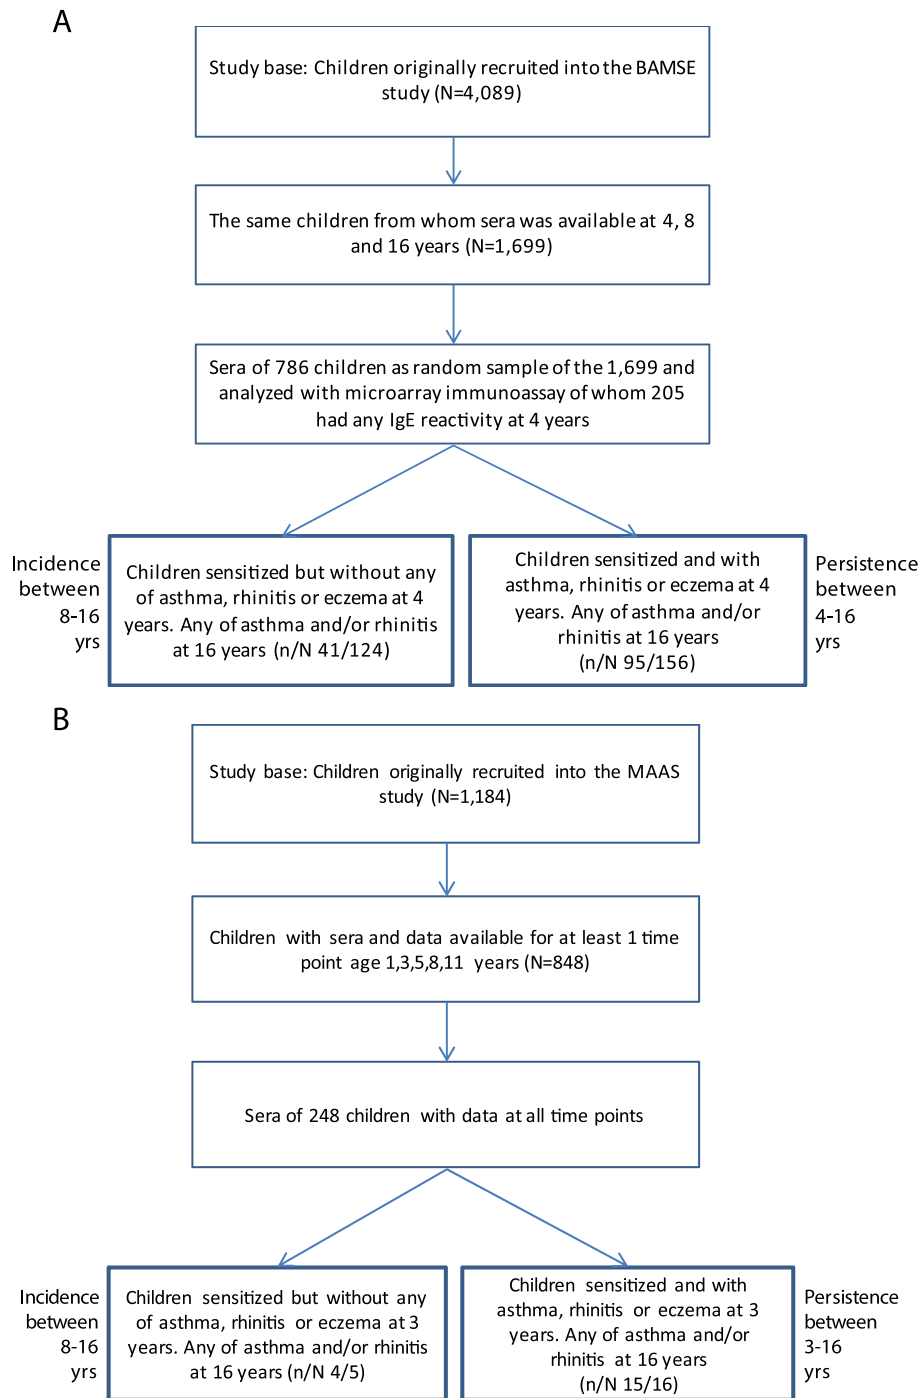 A
Study base: Children originally recruited into the BAMSE
study (N=4,089)
The same children from whom sera was available at 4, 8
and 16 years (N=1,699)
Sera of 786 children as random sample of the 1,699 and
analyzed with microarray immunoassay of whom 205
had any IgE reactivity at 4 years
Incidence
between
8-16
yrs
Children sensitized but without any
of asthma, rhinitis or eczema at 4
years. Any of asthma and/or rhinitis
at 16 years (n/N 41/124)
Children sensitized and with
asthma, rhinitis or eczema at 4
years. Any of asthma and/or
rhinitis at 16 years
(n/N 95/156)
Persistence
between
4-16
yrs
B
Study base: Children originally recruited into the MAAS
study (N=1,184)
Children with sera and data available for at least 1 time
point age 1,3,5,8,11 years (N=848)
Sera of 248 children with data at all time points
Incidence
between
8-16
yrs
Children sensitized but without any
of asthma, rhinitis or eczema at 3
years. Any of asthma and/or rhinitis
at 16 years (n/N 4/5)
Children sensitized and with
asthma, rhinitis or eczema at 3
years. Any of asthma and/or
rhinitis at 16 years
(n/N 15/16)
Persistence
between
3-16
yrs